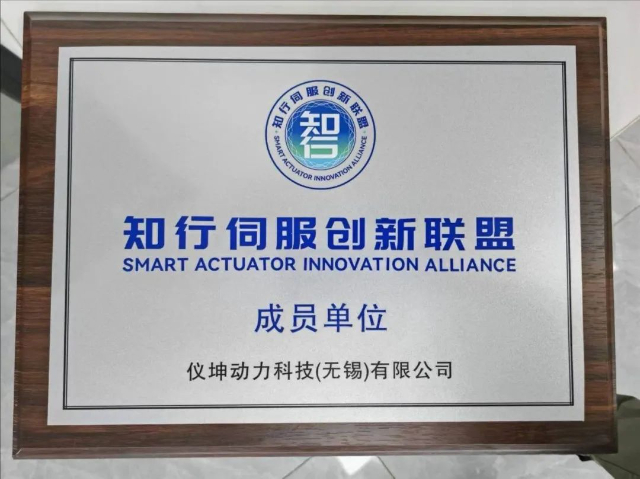 知行伺服创新联盟
知行
SMART ACTUATOR INNOVATION ALLIANCE
知行伺服创新联盟
SMART ACTUATOR INNOVATION ALLIANCE
成员单位
仪坤动力科技(无锡)有限公司